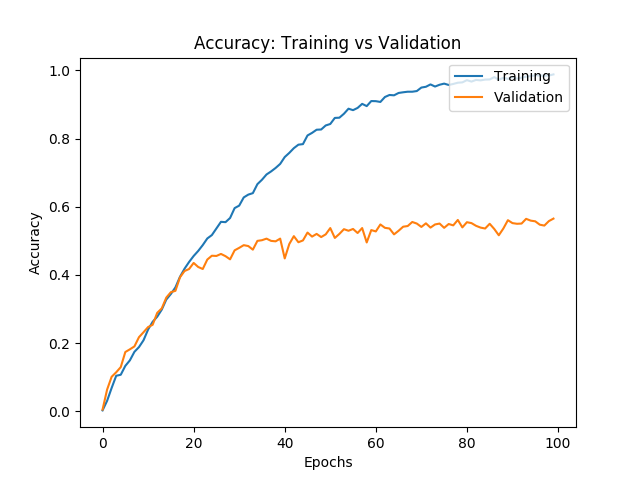 Accuracy: Training vs Validation
Training
Validation
1.0
0.8
0.6
0.4
0.2
0.0
Accuracy
0 20 40 60 80 100
Epochs